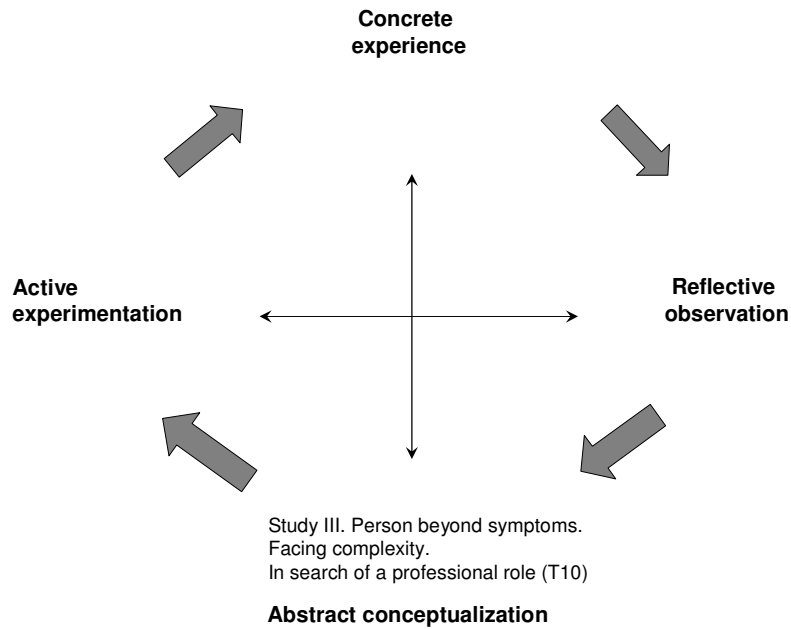 Concrete
experience
Active
experimentation
Reflective
observation
Study III. Person beyond symptoms.
Facing complexity.
In search of a professional role (T10)
Abstract conceptualization